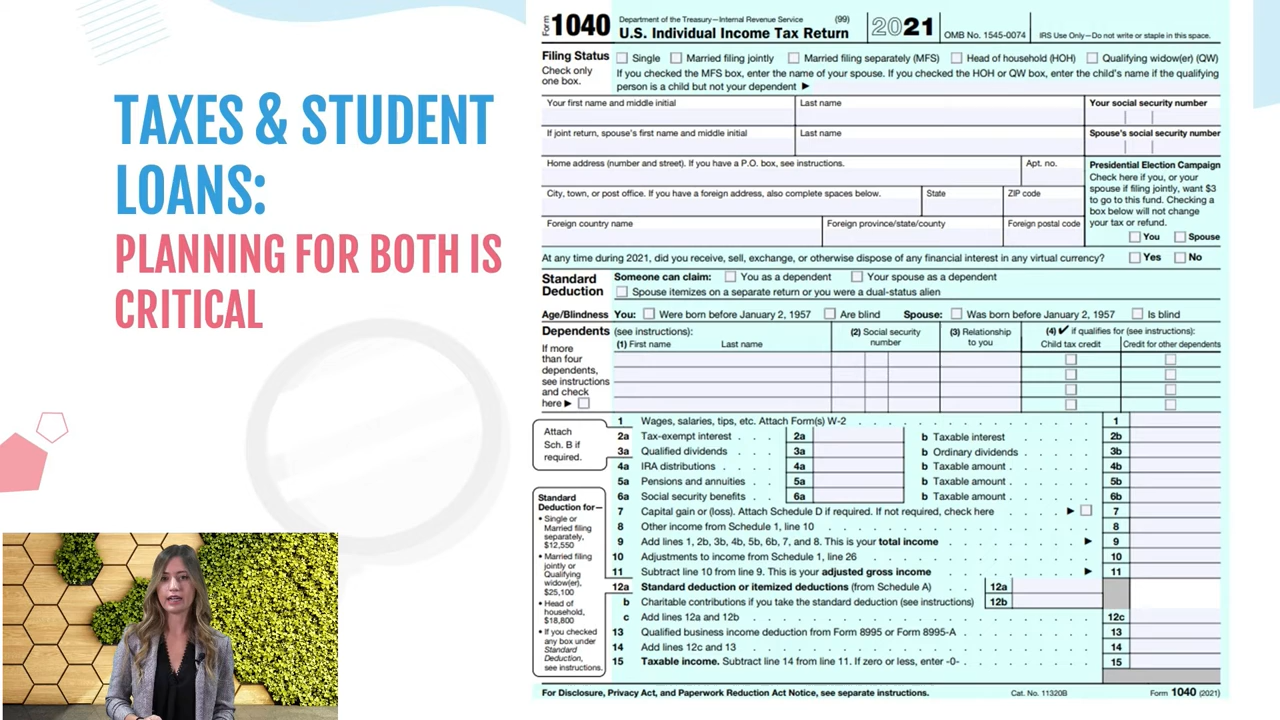 TAXES & STUDENT
LOANS:
PLANNING FOR BOTH IS
CRITICAL
Form 1040
Department of the Treasury—Internal Revenue Service (99)
U.S. Individual Income Tax Return
2021
OMB No. 1545-0074
IRS Use Only—Do not write or staple in this space.
Filing Status
Check only
one box.
Single Married filing jointly Married filing separately (MFS) Head of household (HOH) Qualifying widow(er) (QW)
If you checked the MFS box, enter the name of your spouse. If you checked the HOH or QW box, enter the child's name if the qualifying
person is a child but not your dependent ▶
Your first name and middle initial Last name Your social security number
If joint return, spouse's first name and middle initial Last name Spouse's social security number
Home address (number and street). If you have a P.O. box, see instructions. Apt. no.
City, town, or post office. If you have a foreign address, also complete spaces below. State ZIP code
Foreign country name Foreign province/state/county Foreign postal code
Presidential Election Campaign
Check here if you, or your
spouse if filing jointly, want $3
to go to this fund. Checking a
box below will not change
your tax or refund.
You Spouse
At any time during 2021, did you receive, sell, exchange, or otherwise dispose of any financial interest in any virtual currency? Yes No
Standard
Deduction
Someone can claim: You as a dependent Your spouse as a dependent
Spouse itemizes on a separate return or you were a dual-status alien
Age/Blindness You: Were born before January 2, 1957 Are blind Spouse: Was born before January 2, 1957 Is blind
Dependents (see instructions):
If more
than four
dependents,
see instructions
and check
here ▶
(1) First name Last name
(2) Social security
number
(3) Relationship
to you
(4) ✔ if qualifies for (see instructions):
Child tax credit Credit for other dependents
Attach
Sch. B if
required.
1 Wages, salaries, tips, etc. Attach Form(s) W-2 1
2a Tax-exempt interest . . . 2a b Taxable interest . . . . . 2b
3a Qualified dividends . . . 3a b Ordinary dividends . . . . . 3b
4a IRA distributions . . . 4a b Taxable amount . . . . . . 4b
5a Pensions and annuities . . 5a b Taxable amount . . . . . . 5b
6a Social security benefits . . 6a b Taxable amount . . . . . . 6b
Standard
Deduction for—
• Single or
Married filing
separately,
$12,550
• Married filing
jointly or
Qualifying
widow(er),
$25,100
• Head of
household,
$18,800
• If you checked
any box under
Standard
Deduction,
see instructions.
7 Capital gain or (loss). Attach Schedule D if required. If not required, check here . . . . ▶ 7
8 Other income from Schedule 1, line 10 8
9 Add lines 1, 2b, 3b, 4b, 5b, 6b, 7, and 8. This is your total income ▶ 9
10 Adjustments to income from Schedule 1, line 26 10
11 Subtract line 10 from line 9. This is your adjusted gross income ▶ 11
12a Standard deduction or itemized deductions (from Schedule A) . . 12a
b Charitable contributions if you take the standard deduction (see instructions) 12b
c Add lines 12a and 12b 12c
13 Qualified business income deduction from Form 8995 or Form 8995-A 13
14 Add lines 12c and 13 14
15 Taxable income. Subtract line 14 from line 11. If zero or less, enter -0- 15
For Disclosure, Privacy Act, and Paperwork Reduction Act Notice, see separate instructions. Cat. No. 11320B Form 1040 (2021)